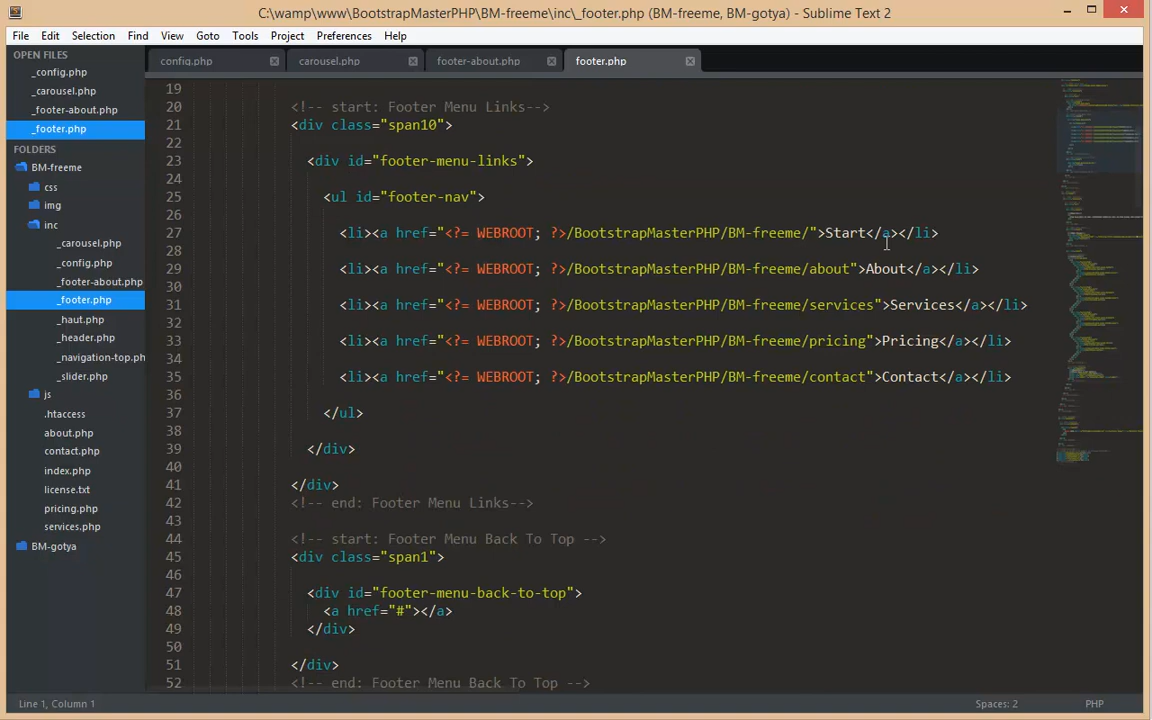 C:\wamp\www\BootstrapMasterPHP\BM-freeme\inc\_footer.php (BM-freeme, BM-gotya) - Sublime Text 2
File Edit Selection Find View Goto Tools Project Preferences Help
OPEN FILES
_config.php
_carousel.php
_footer-about.php
_footer.php
FOLDERS
BM-freeme
css
img
inc
_carousel.php
_config.php
_footer-about.php
_footer.php
_haut.php
_header.php
_navigation-top.ph
_slider.php
js
.htaccess
about.php
contact.php
index.php
license.txt
pricing.php
services.php
BM-gotya
config.php carousel.php footer-about.php footer.php
19
20 <!-- start: Footer Menu Links-->
21 <div class="span10">
22
23 <div id="footer-menu-links">
24
25 <ul id="footer-nav">
26
27 <li><a href="<?= WEBROOT; ?>/BootstrapMasterPHP/BM-freeme/">Start</a></li>
28
29 <li><a href="<?= WEBROOT; ?>/BootstrapMasterPHP/BM-freeme/about">About</a></li>
30
31 <li><a href="<?= WEBROOT; ?>/BootstrapMasterPHP/BM-freeme/services">Services</a></li>
32
33 <li><a href="<?= WEBROOT; ?>/BootstrapMasterPHP/BM-freeme/pricing">Pricing</a></li>
34
35 <li><a href="<?= WEBROOT; ?>/BootstrapMasterPHP/BM-freeme/contact">Contact</a></li>
36
37 </ul>
38
39 </div>
40
41 </div>
42 <!-- end: Footer Menu Links-->
43
44 <!-- start: Footer Menu Back To Top -->
45 <div class="span1">
46
47 <div id="footer-menu-back-to-top">
48 <a href="#"></a>
49 </div>
50
51 </div>
52 <!-- end: Footer Menu Back To Top -->
Line 1, Column 1 Spaces: 2 PHP